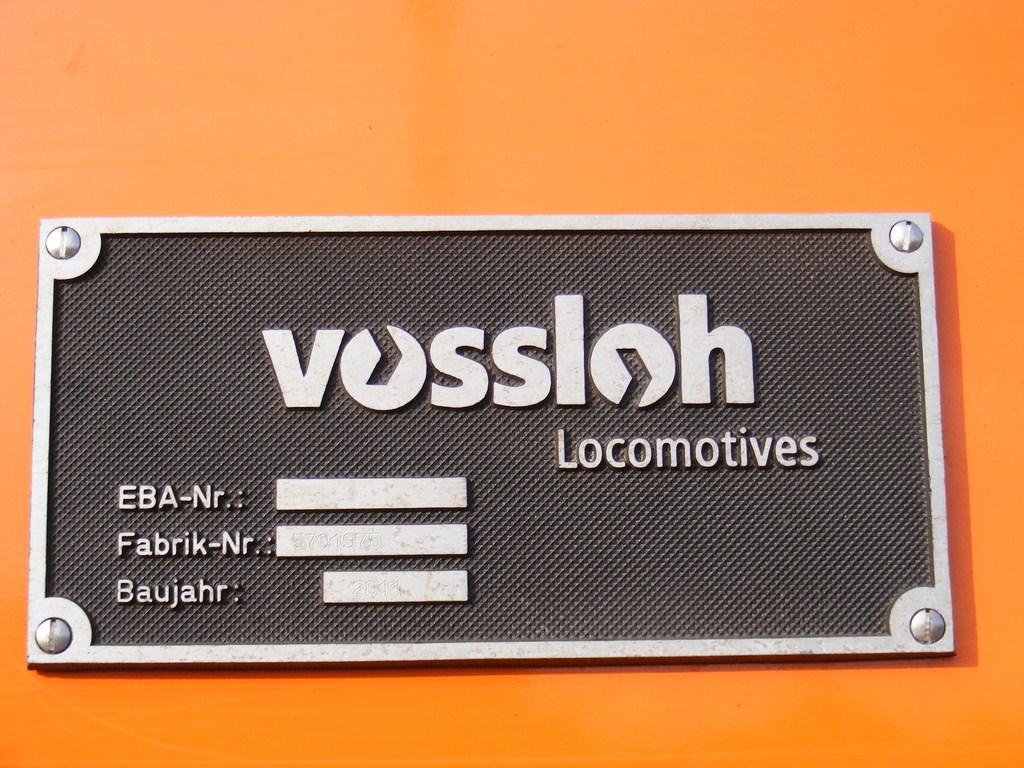 vossloh
Locomotives
EBA-Nr.:
Fabrik-Nr.: 5701975
Baujahr: 2011